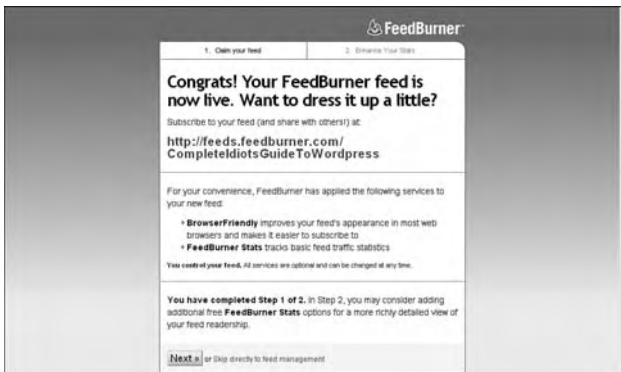 FeedBurner
1. Claim your feed
2. Enhance Your Stats
Congrats! Your FeedBurner feed is
now live. Want to dress it up a little?
Subscribe to your feed (and share with others!) at:
http://feeds.feedburner.com/
CompleteIdiotsGuideToWordpress
For your convenience, FeedBurner has applied the following services to
your new feed:
• BrowserFriendly improves your feed's appearance in most web
browsers and makes it easier to subscribe to
• FeedBurner Stats tracks basic feed traffic statistics
You control your feed. All services are optional and can be changed at any time.
You have completed Step 1 of 2. In Step 2, you may consider adding
additional free FeedBurner Stats options for a more richly detailed view of
your feed readership.
Next » or Skip directly to feed management